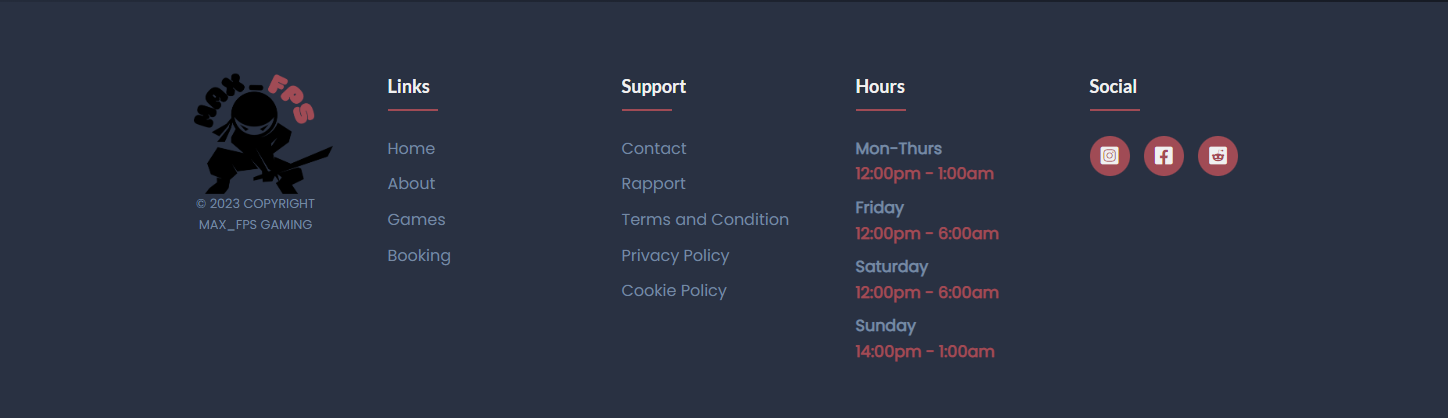 MAX FPS
© 2023 COPYRIGHT
MAX_FPS GAMING
Links
Home
About
Games
Booking
Support
Contact
Rapport
Terms and Condition
Privacy Policy
Cookie Policy
Hours
Mon-Thurs
12:00pm - 1:00am
Friday
12:00pm - 6:00am
Saturday
12:00pm - 6:00am
Sunday
14:00pm - 1:00am
Social